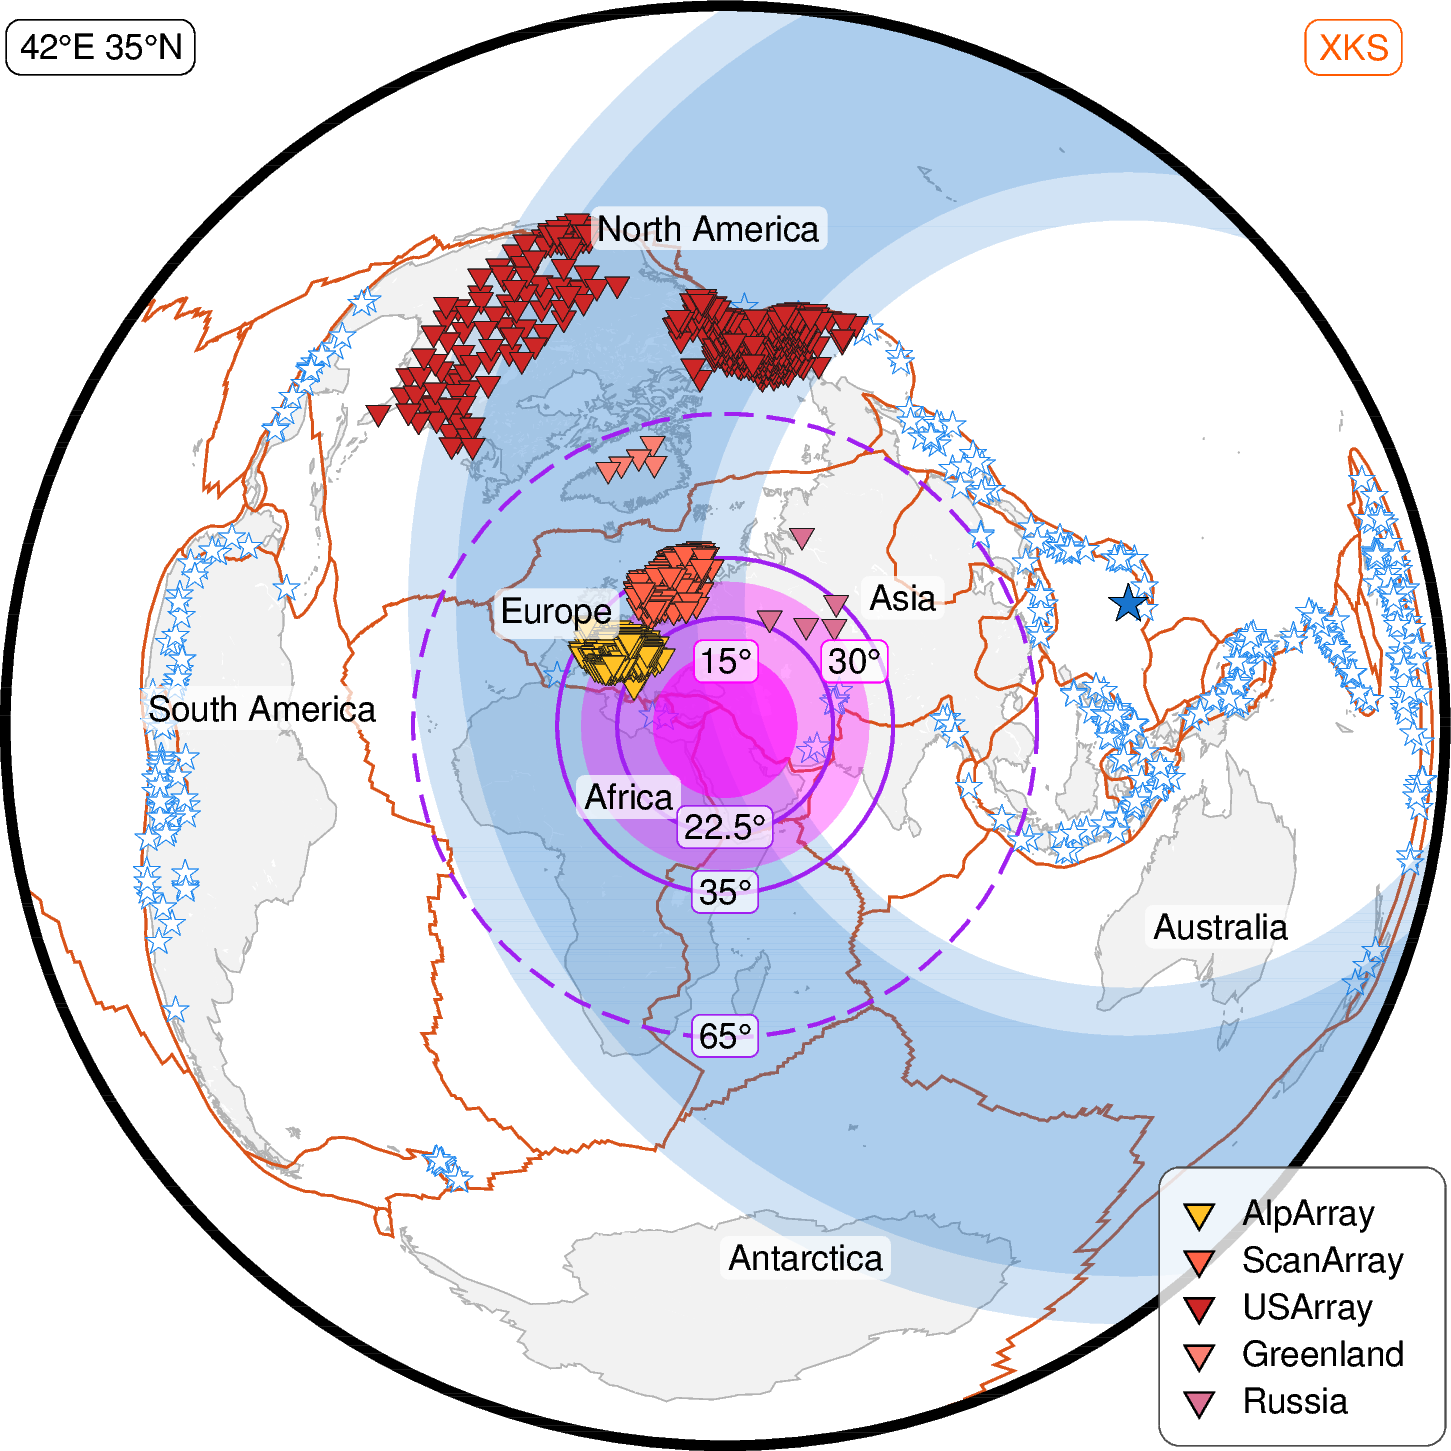 42°E 35°N
XKS
North America
Europe
Asia
15°
30°
South America
Africa
22.5°
35°
Australia
65°
Antarctica
AlpArray
ScanArray
USArray
Greenland
Russia